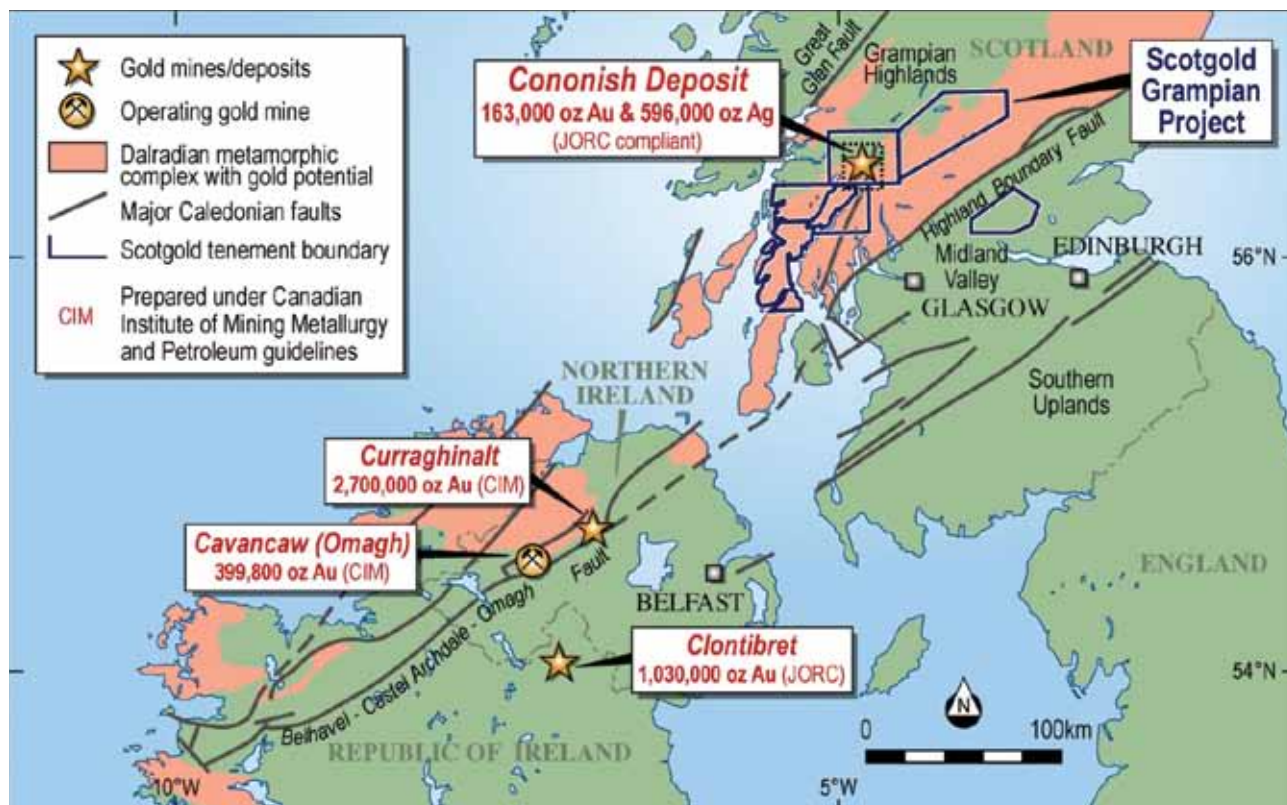 Gold mines/deposits
Operating gold mine
Dalradian metamorphic
complex with gold potential
Major Caledonian faults
Scotgold tenement boundary
CIM
Prepared under Canadian
Institute of Mining Metallurgy
and Petroleum guidelines
Great
Glen Fault
Grampian
Highlands
SCOTLAND
Cononish Deposit
163,000 oz Au & 596,000 oz Ag
(JORC compliant)
Scotgold
Grampian
Project
Highland Boundary Fault
Midland
Valley
EDINBURGH
56°N
GLASGOW
NORTHERN
IRELAND
Southern
Uplands
Curraghinalt
2,700,000 oz Au (CIM)
Cavancaw (Omagh)
399,800 oz Au (CIM)
Belhavel - Castel Archdale - Omagh Fault
BELFAST
ENGLAND
Clontibret
1,030,000 oz Au (JORC)
54°N
N
0 100km
REPUBLIC OF IRELAND
10°W
5°W